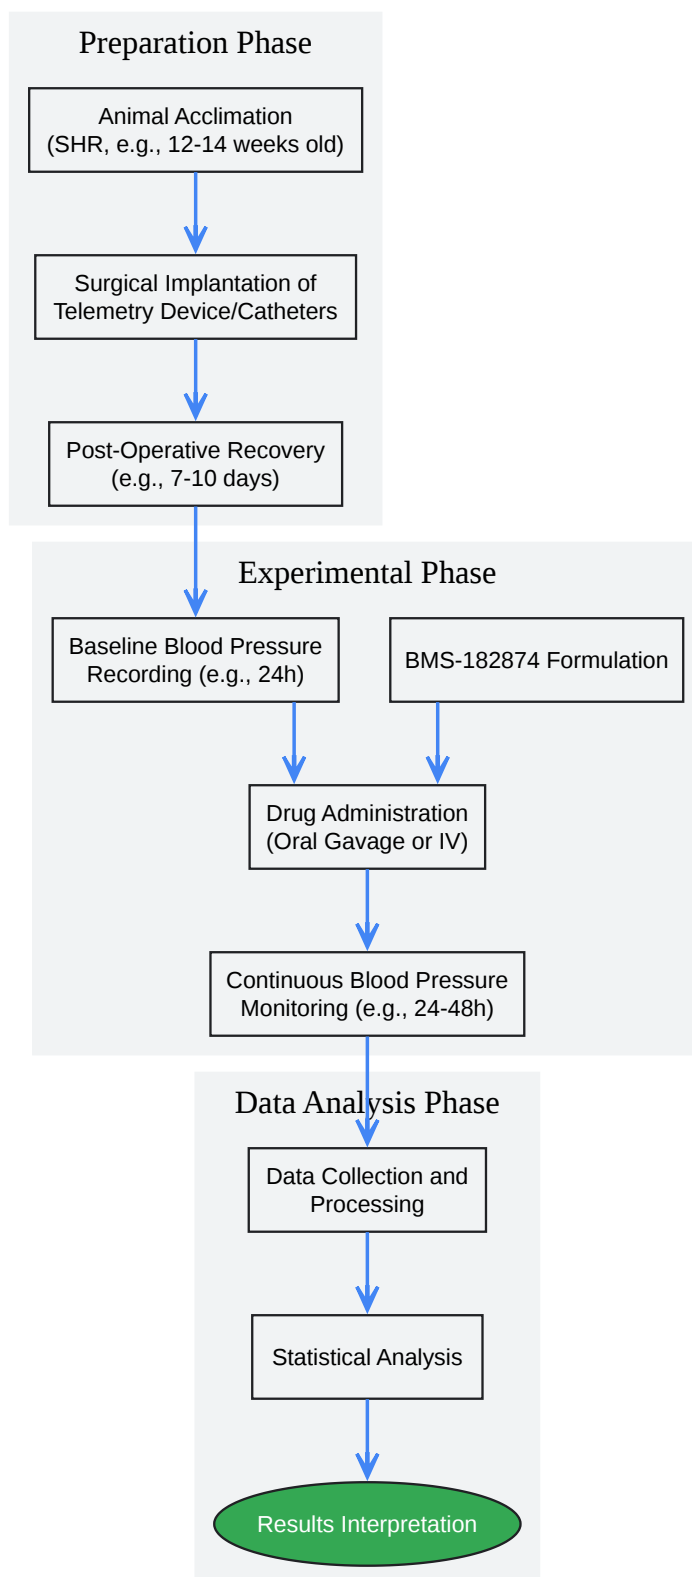 Preparation Phase
Animal Acclimation
(SHR, e.g., 12-14 weeks old)
Surgical Implantation of
Telemetry Device/Catheters
Post-Operative Recovery
(e.g., 7-10 days)
Experimental Phase
Baseline Blood Pressure
Recording (e.g., 24h)
BMS-182874 Formulation
Drug Administration
(Oral Gavage or IV)
Continuous Blood Pressure
Monitoring (e.g., 24-48h)
Data Analysis Phase
Data Collection and
Processing
Statistical Analysis
Results Interpretation